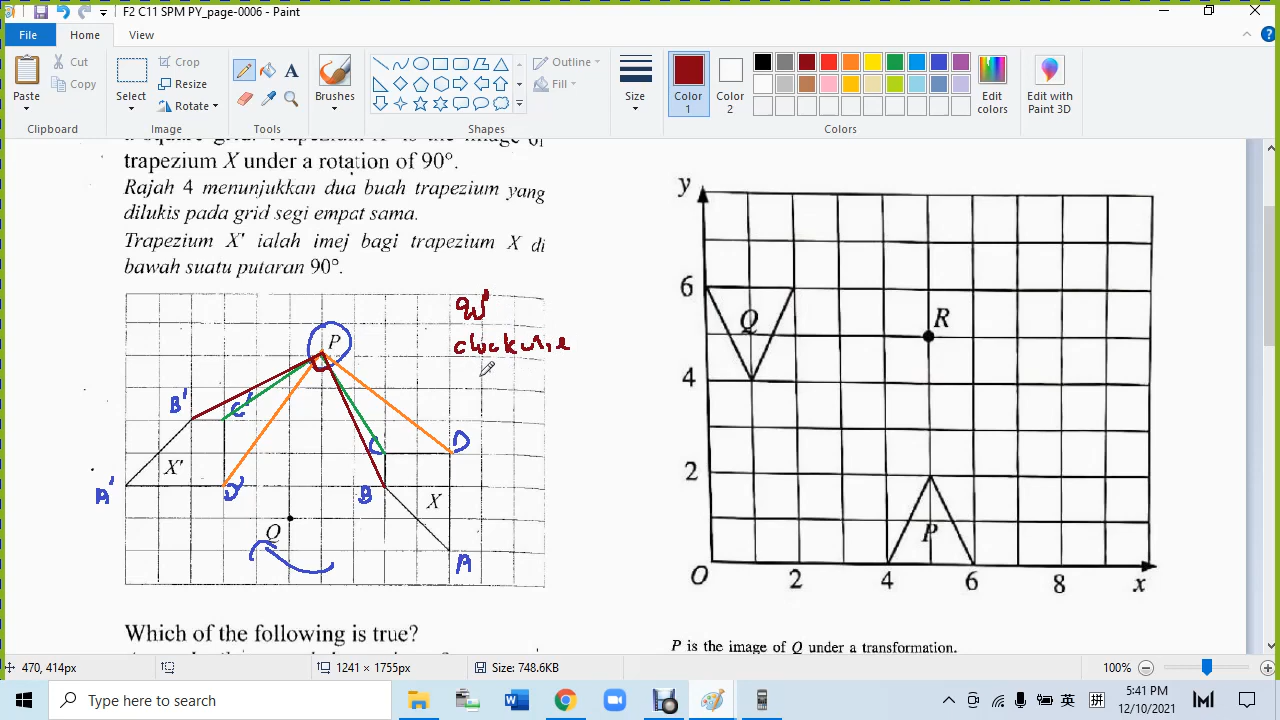 F2 C11 SPM PY_page-0006 - Paint
File
Home
View
Paste
Cut
Copy
Clipboard
Select
Crop
Resize
Rotate
Image
A
Tools
Brushes
Shapes
Outline
Fill
Size
Color 1
Color 2
Colors
Edit colors
Edit with Paint 3D
trapezium X under a rotation of 90°.
Rajah 4 menunjukkan dua buah trapezium yang
dilukis pada grid segi empat sama.
Trapezium X' ialah imej bagi trapezium X di
bawah suatu putaran 90°.
90°
clockwise
P
B'
C'
C
D
X'
A'
D'
B
X
Q
A
Which of the following is true?
y
6
Q
R
4
2
P
O
2
4
6
8
x
P is the image of Q under a transformation.
470, 414px
1241 × 1755px
Size: 748.6KB
100%
Type here to search
英
拼
5:41 PM
12/10/2021